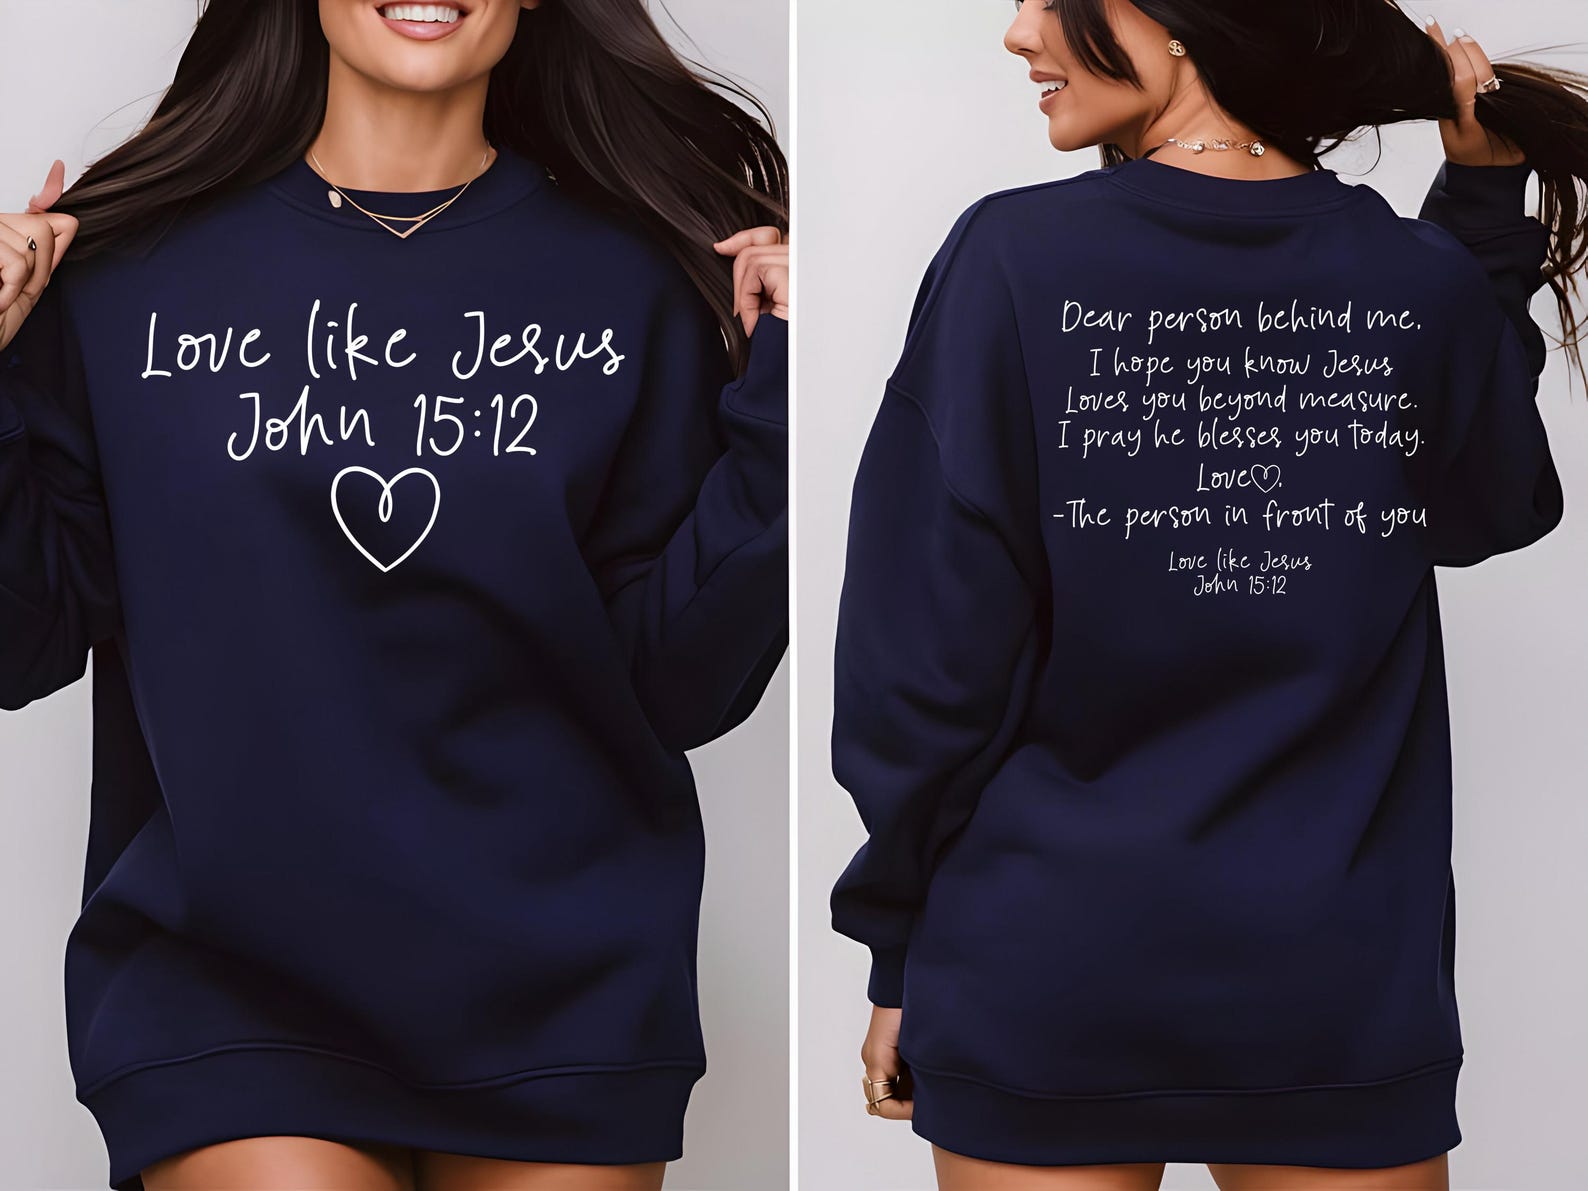 Love like Jesus
John 15:12
Dear person behind me,
I hope you know Jesus
Loves you beyond measure.
I pray he blesses you today.
Love♡,
-The person in front of you
Love like Jesus
John 15:12